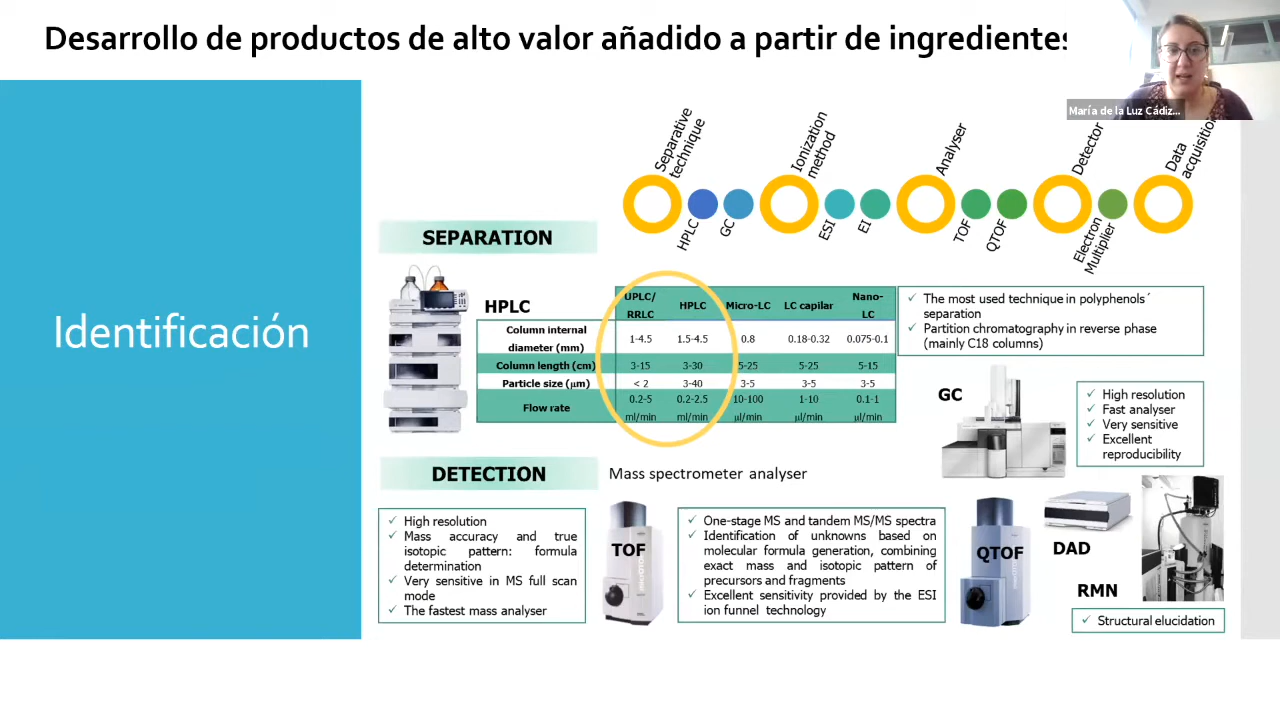 Desarrollo de productos de alto valor añadido a partir de ingredientes
María de la Luz Cádiz...
Identificación
Separative
technique
HPLC
GC
Ionization
method
ESI
EI
Analyser
TOF
QTOF
Detector
Electron
Multiplier
Data
acquisition
SEPARATION
HPLC
UPLC/
RRLC
HPLC
Micro-LC
LC capilar
Nano-
LC
Column internal
diameter (mm)
1-4.5
1.5-4.5
0.8
0.18-0.32
0.075-0.1
Column length (cm)
3-15
3-30
5-25
5-25
5-15
Particle size (μm)
< 2
3-40
3-5
3-5
3-5
Flow rate
0.2-5
ml/min
0.2-2.5
ml/min
10-100
μl/min
1-10
μl/min
0.1-1
μl/min
✓ The most used technique in polyphenols´
separation
✓ Partition chromatography in reverse phase
(mainly C18 columns)
GC
✓ High resolution
✓ Fast analyser
✓ Very sensitive
✓ Excellent
reproducibility
DETECTION
Mass spectrometer analyser
✓ High resolution
✓ Mass accuracy and true
isotopic pattern: formula
determination
✓ Very sensitive in MS full scan
mode
✓ The fastest mass analyser
TOF
✓ One-stage MS and tandem MS/MS spectra
✓ Identification of unknowns based on
molecular formula generation, combining
exact mass and isotopic pattern of
precursors and fragments
✓ Excellent sensitivity provided by the ESI
ion funnel technology
QTOF
DAD
RMN
✓ Structural elucidation